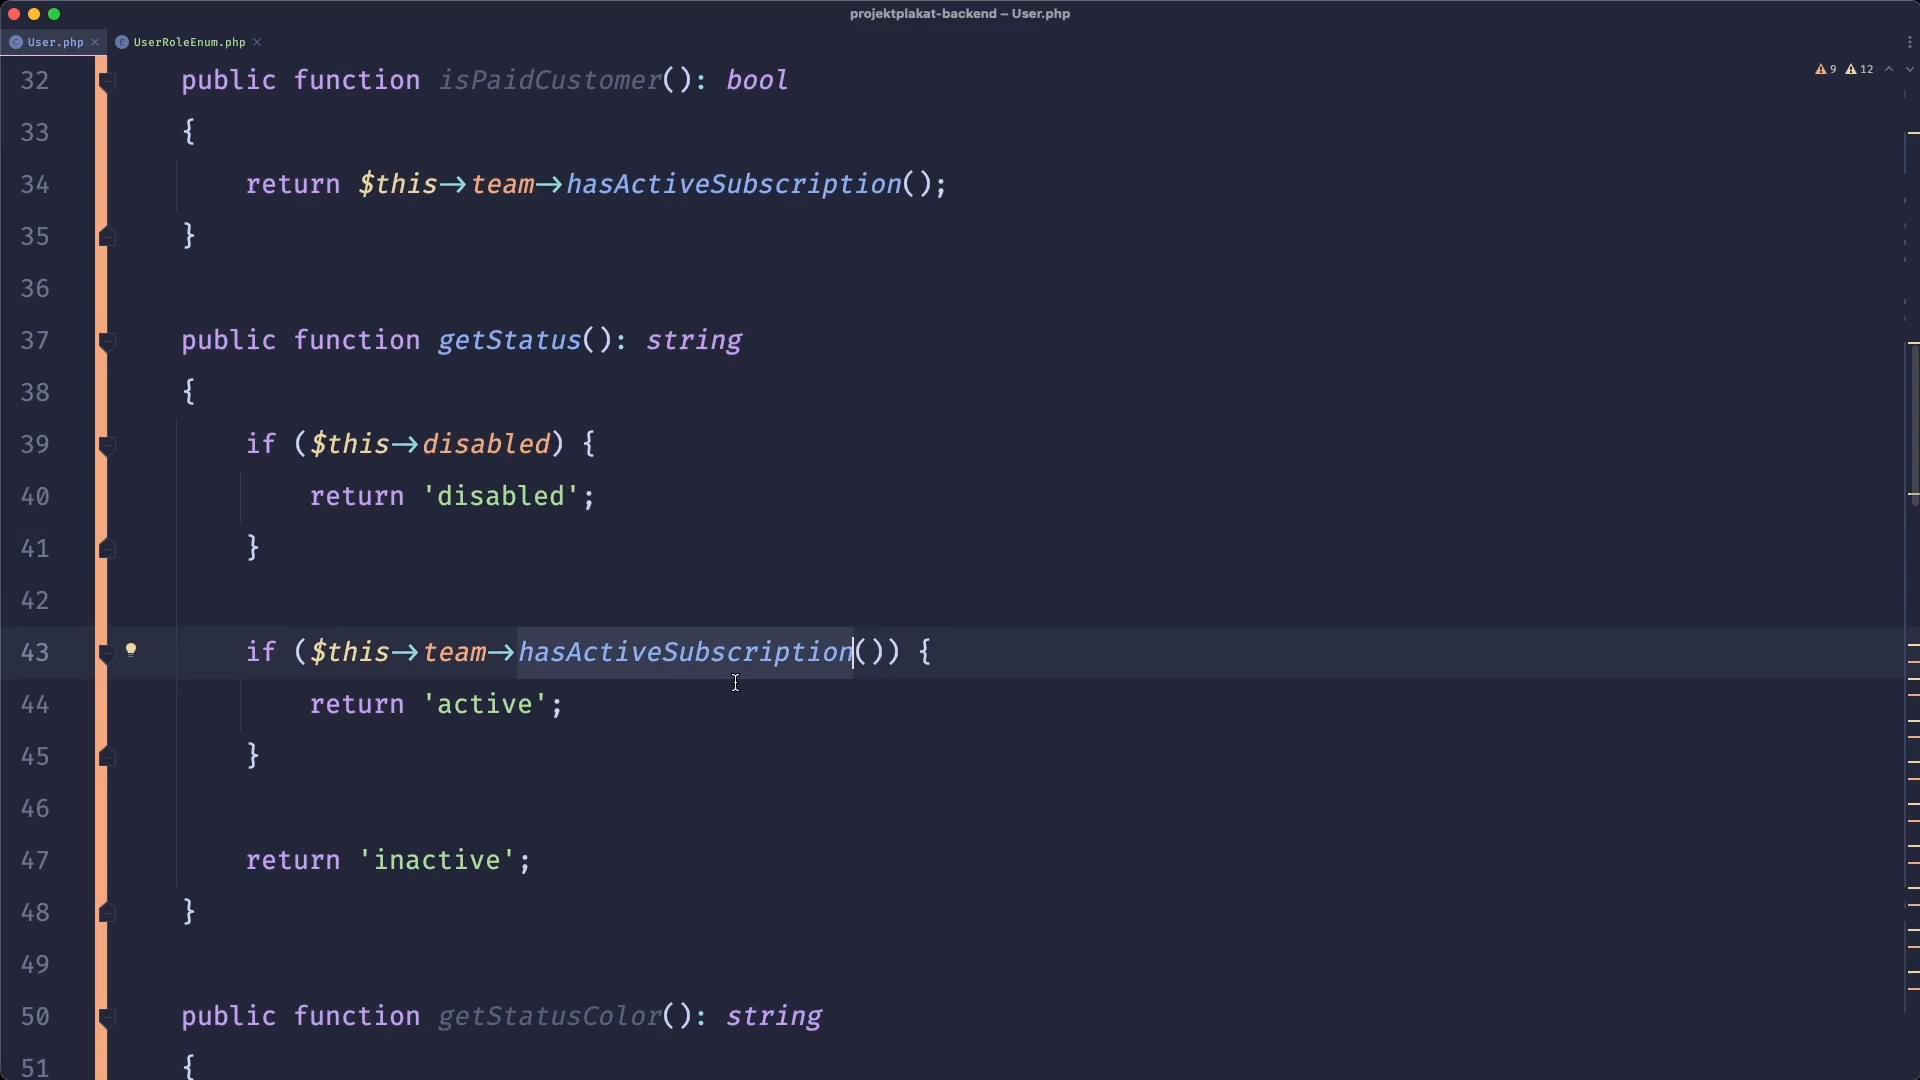 projektplakat-backend – User.php
User.php UserRoleEnum.php
9 12
32 public function isPaidCustomer(): bool
33 {
34 return $this->team->hasActiveSubscription();
35 }
36
37 public function getStatus(): string
38 {
39 if ($this->disabled) {
40 return 'disabled';
41 }
42
43 if ($this->team->hasActiveSubscription()) {
44 return 'active';
45 }
46
47 return 'inactive';
48 }
49
50 public function getStatusColor(): string
51 {